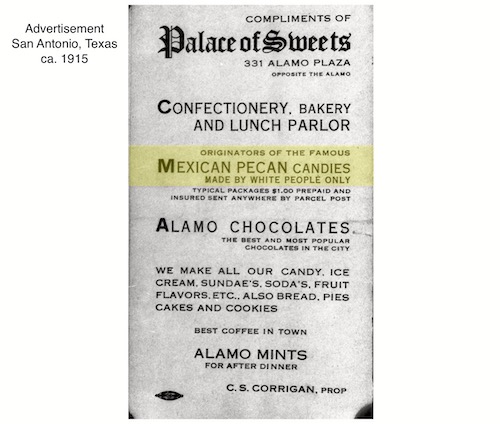 Advertisement
San Antonio, Texas
ca. 1915
COMPLIMENTS OF
Palace of Sweets
331 ALAMO PLAZA
OPPOSITE THE ALAMO
CONFECTIONERY, BAKERY
AND LUNCH PARLOR
ORIGINATORS OF THE FAMOUS
MEXICAN PECAN CANDIES
MADE BY WHITE PEOPLE ONLY
TYPICAL PACKAGES $1.00 PREPAID AND
INSURED SENT ANYWHERE BY PARCEL POST
ALAMO CHOCOLATES
THE BEST AND MOST POPULAR
CHOCOLATES IN THE CITY
WE MAKE ALL OUR CANDY, ICE
CREAM, SUNDAE'S, SODA'S, FRUIT
FLAVORS, ETC., ALSO BREAD, PIES
CAKES AND COOKIES
BEST COFFEE IN TOWN
ALAMO MINTS
FOR AFTER DINNER
C. S. CORRIGAN, PROP